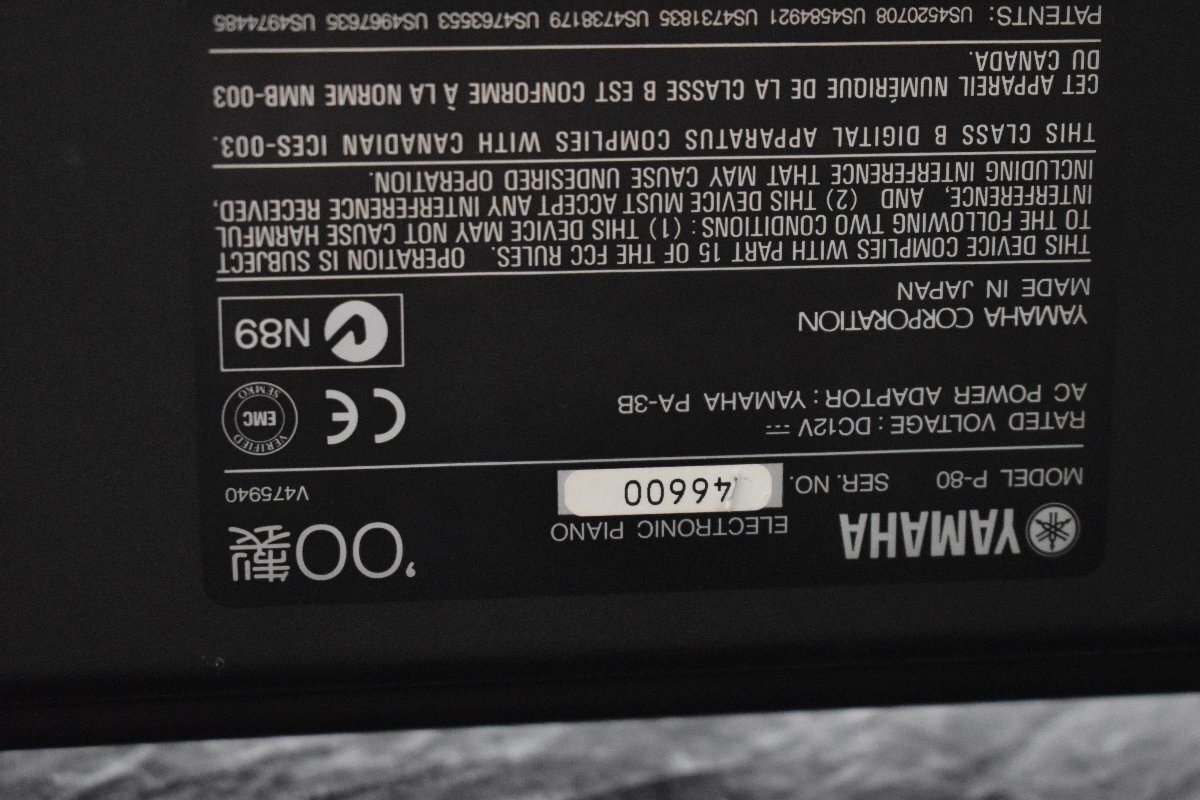 YAMAHA
ELECTRONIC PIANO
'00製
MODEL P-80 SER. NO. 46600
V475940
RATED VOLTAGE : DC12V ⎓
AC POWER ADAPTOR : YAMAHA PA-3B
CE
VERIFIED EMC SEMKO
YAMAHA CORPORATION
MADE IN JAPAN
N89
THIS DEVICE COMPLIES WITH PART 15 OF THE FCC RULES. OPERATION IS SUBJECT
TO THE FOLLOWING TWO CONDITIONS : (1) THIS DEVICE MAY NOT CAUSE HARMFUL
INTERFERENCE, AND (2) THIS DEVICE MUST ACCEPT ANY INTERFERENCE RECEIVED,
INCLUDING INTERFERENCE THAT MAY CAUSE UNDESIRED OPERATION.
THIS CLASS B DIGITAL APPARATUS COMPLIES WITH CANADIAN ICES-003.
CET APPAREIL NUMÉRIQUE DE LA CLASSE B EST CONFORME À LA NORME NMB-003
DU CANADA.
PATENTS: US4520708 US4584921 US4731835 US4738179 US4763553 US4967635 US4974485